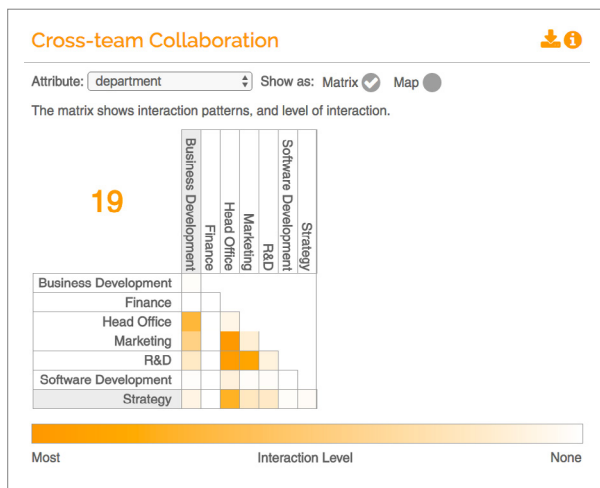 Cross-team Collaboration
Attribute: department Show as: Matrix Map
The matrix shows interaction patterns, and level of interaction.
19
Business Development
Finance
Head Office
Marketing
R&D
Software Development
Strategy
Business Development
Finance
Head Office
Marketing
R&D
Software Development
Strategy
Most Interaction Level None